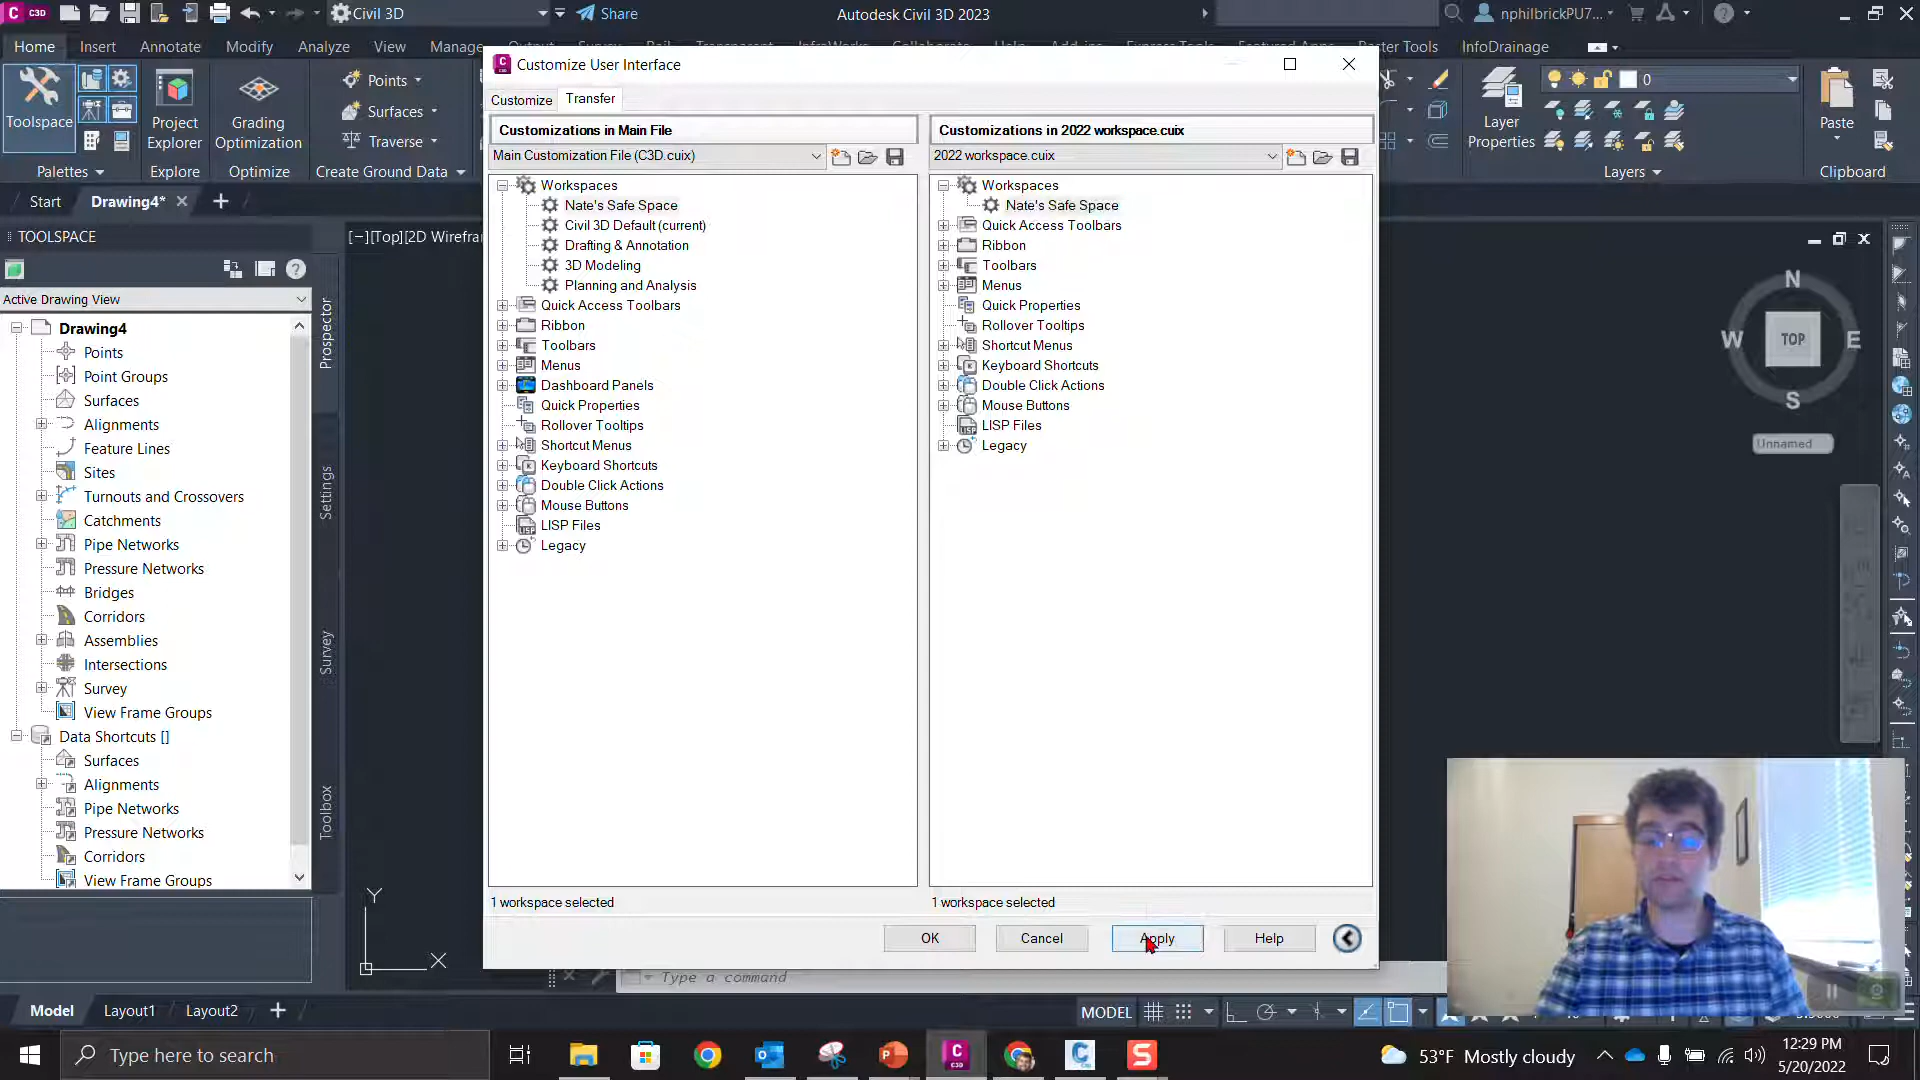 C3D
Civil 3D
Share
Autodesk Civil 3D 2023
nphilbrickPU7...
Home
Insert
Annotate
Modify
Analyze
View
Manage
InfoDrainage
Toolspace
Project
Explorer
Grading
Optimization
Points
Surfaces
Traverse
Palettes
Explore
Optimize
Create Ground Data
Layer
Properties
0
Paste
Layers
Clipboard
Start
Drawing4*
TOOLSPACE
[−][Top][2D Wirefra
Active Drawing View
Drawing4
Points
Point Groups
Surfaces
Alignments
Feature Lines
Sites
Turnouts and Crossovers
Catchments
Pipe Networks
Pressure Networks
Bridges
Corridors
Assemblies
Intersections
Survey
View Frame Groups
Data Shortcuts []
Surfaces
Alignments
Pipe Networks
Pressure Networks
Corridors
View Frame Groups
Prospector
Settings
Survey
Toolbox
Customize User Interface
Customize
Transfer
Customizations in Main File
Main Customization File (C3D.cuix)
Workspaces
Nate's Safe Space
Civil 3D Default (current)
Drafting & Annotation
3D Modeling
Planning and Analysis
Quick Access Toolbars
Ribbon
Toolbars
Menus
Dashboard Panels
Quick Properties
Rollover Tooltips
Shortcut Menus
Keyboard Shortcuts
Double Click Actions
Mouse Buttons
LISP Files
Legacy
1 workspace selected
Customizations in 2022 workspace.cuix
2022 workspace.cuix
Workspaces
Nate's Safe Space
Quick Access Toolbars
Ribbon
Toolbars
Menus
Quick Properties
Rollover Tooltips
Shortcut Menus
Keyboard Shortcuts
Double Click Actions
Mouse Buttons
LISP Files
Legacy
1 workspace selected
OK
Cancel
Apply
Help
N
W
TOP
E
S
Unnamed
Y
X
Type a command
Model
Layout1
Layout2
MODEL
Type here to search
53°F Mostly cloudy
12:29 PM
5/20/2022